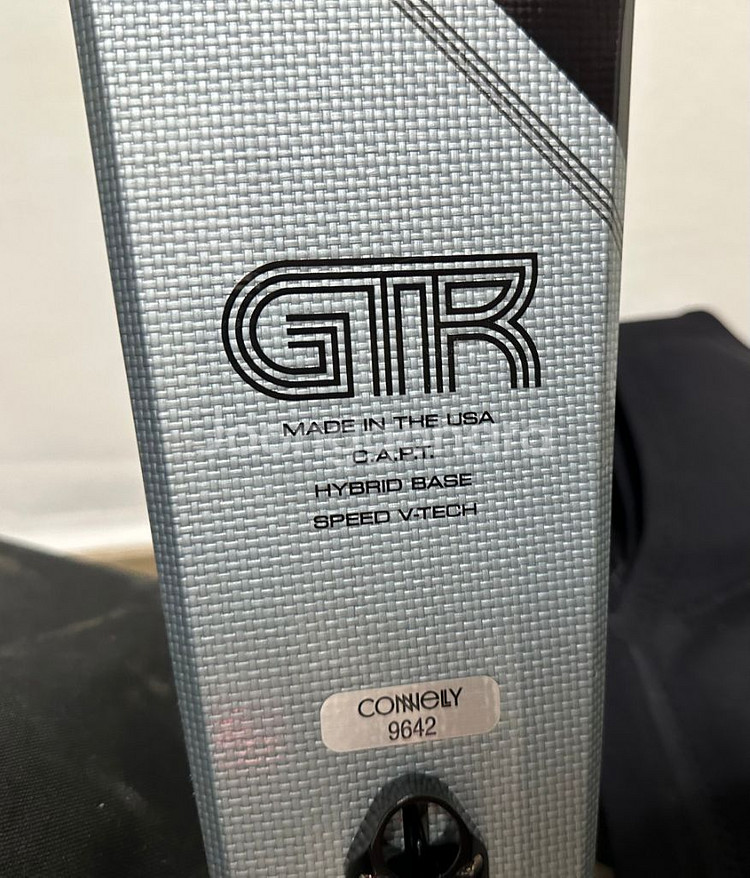 GTR
MADE IN THE USA
C.A.P.T.
HYBRID BASE
SPEED V-TECH
CONNELLY
9642